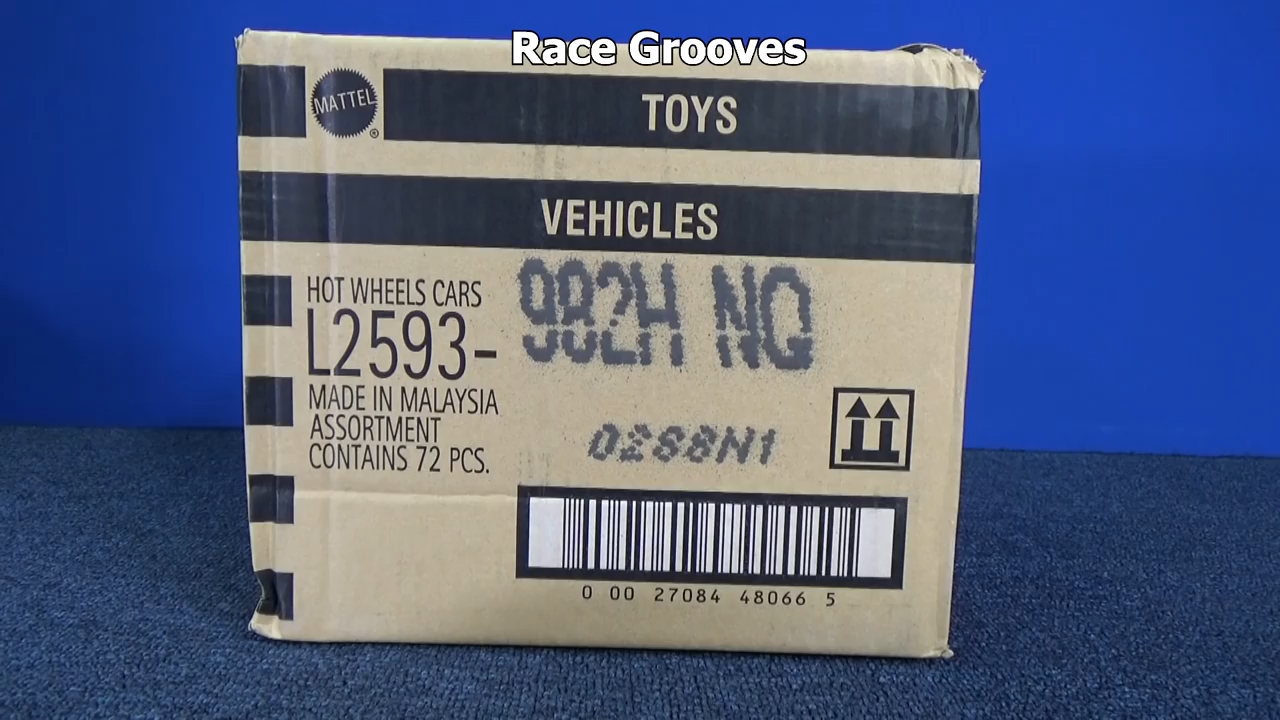 Race Grooves
MATTEL
®
TOYS
VEHICLES
HOT WHEELS CARS
L2593-
982H NQ
MADE IN MALAYSIA
ASSORTMENT
CONTAINS 72 PCS.
0 00 27084 48066 5